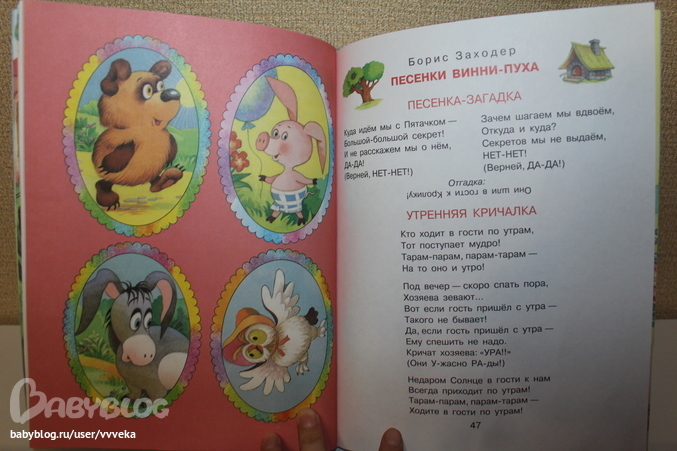 Борис Заходер
ПЕСЕНКИ ВИННИ-ПУХА
ПЕСЕНКА-ЗАГАДКА
Куда идём мы с Пятачком —
Большой-большой секрет!
И не расскажем мы о нём,
ДА-ДА!
(Верней, НЕТ-НЕТ!)
Зачем шагаем мы вдвоём,
Откуда и куда?
Секретов мы не выдаём,
НЕТ-НЕТ!
(Верней, ДА-ДА!)
Отгадка:
Они шли в гости к Кролику!
УТРЕННЯЯ КРИЧАЛКА
Кто ходит в гости по утрам,
Тот поступает мудро!
Тарам-парам, парам-тарам —
На то оно и утро!
Под вечер — скоро спать пора,
Хозяева зевают...
Вот если гость пришёл с утра —
Такого не бывает!
Да, если гость пришёл с утра —
Ему спешить не надо.
Кричат хозяева: «УРА!!»
(Они У-жасно РА-ды!)
Недаром Солнце в гости к нам
Всегда приходит по утрам!
Тарам-парам, парам-тарам —
Ходите в гости по утрам!
47
BABYBLOG
babyblog.ru/user/vvveka